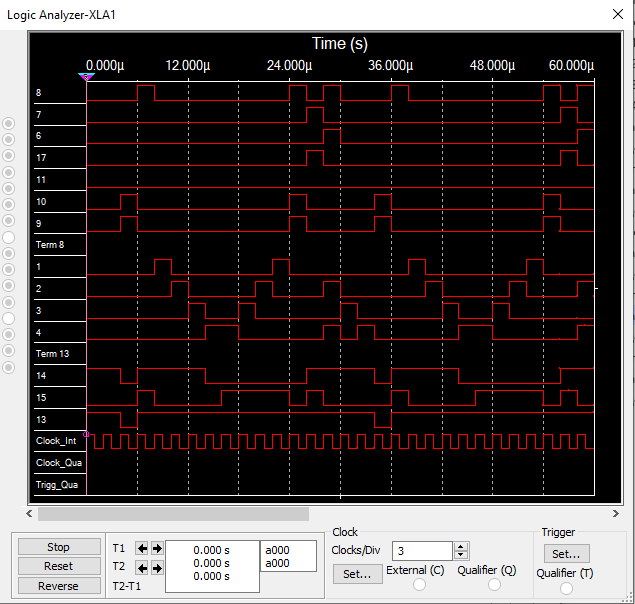 Logic Analyzer-XLA1
Time (s)
0.000µ 12.000µ 24.000µ 36.000µ 48.000µ 60.000µ
8
7
6
17
11
10
9
Term 8
1
2
3
4
Term 13
14
15
13
Clock_Int
Clock_Qua
Trigg_Qua
Stop
Reset
Reverse
T1
T2
T2-T1
0.000 s
0.000 s
0.000 s
a000
a000
Clock
Clocks/Div 3
Set... External (C) Qualifier (Q)
Trigger
Set...
Qualifier (T)